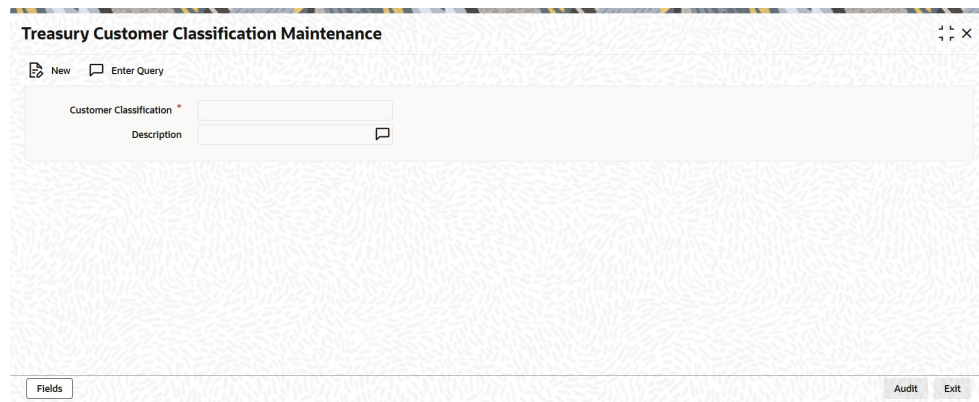 Treasury Customer Classification Maintenance
New Enter Query
Customer Classification *
Description
Fields Audit Exit